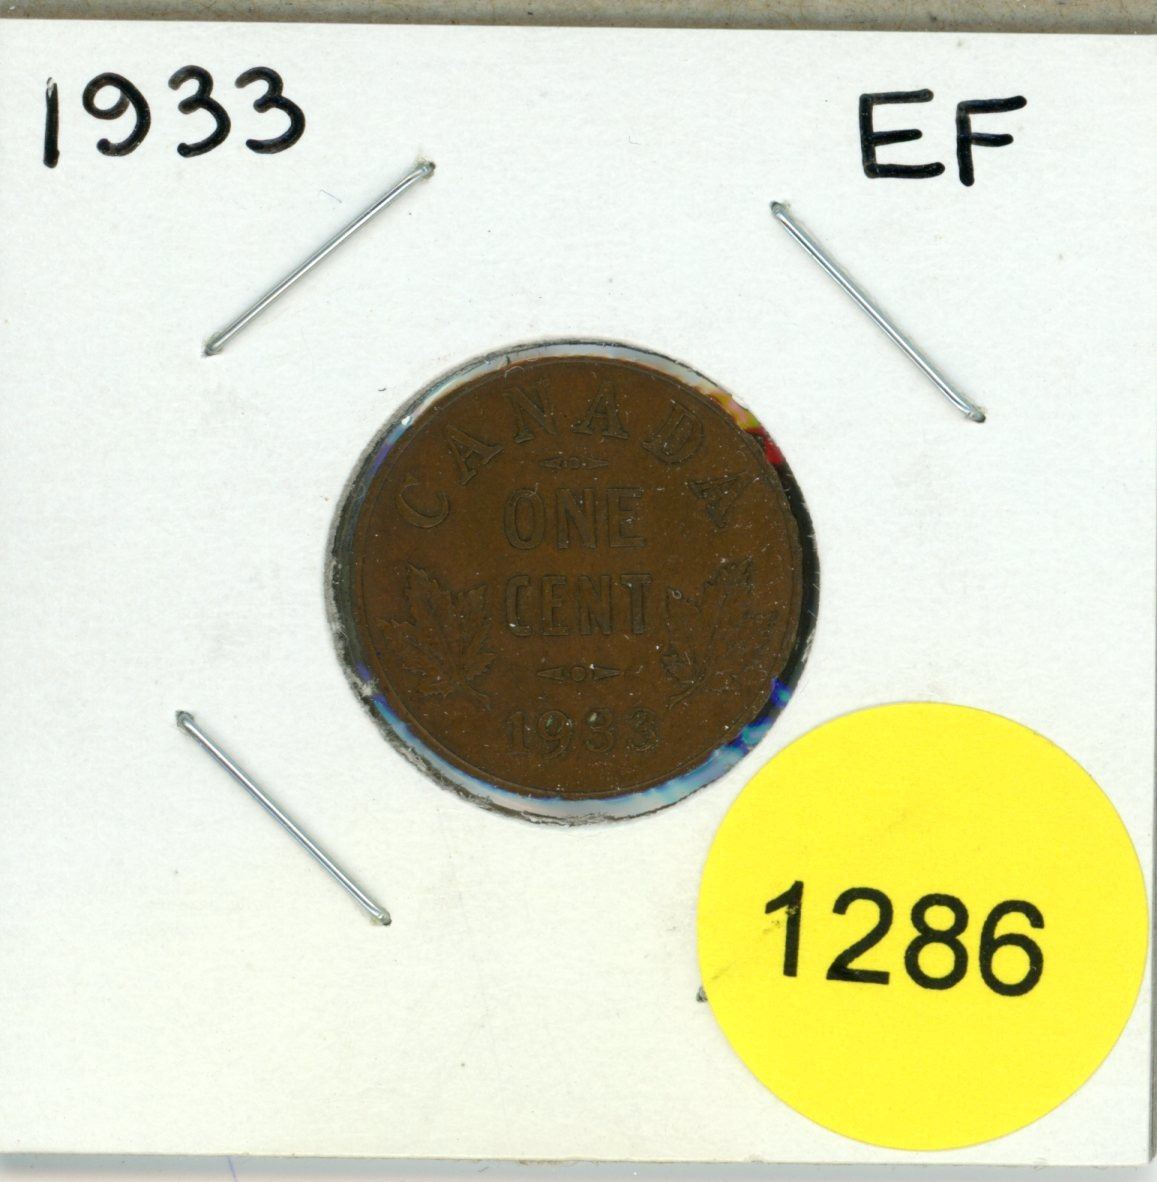 1933 EF
CANADA
ONE
CENT
1933
1286